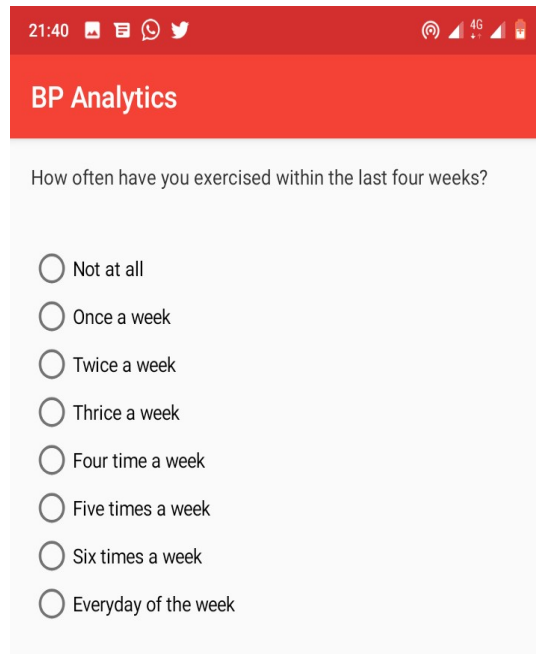 21:40
4G
BP Analytics
How often have you exercised within the last four weeks?
Not at all
Once a week
Twice a week
Thrice a week
Four time a week
Five times a week
Six times a week
Everyday of the week